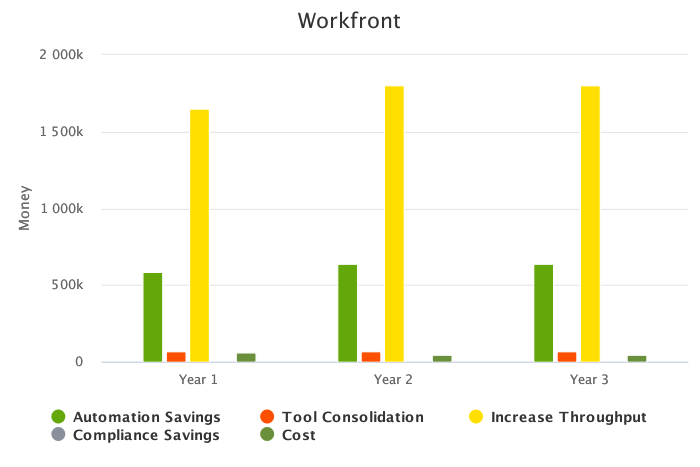 Workfront
2 000k
1 500k
1 000k
500k
0
Money
Year 1
Year 2
Year 3
Automation Savings
Tool Consolidation
Increase Throughput
Compliance Savings
Cost